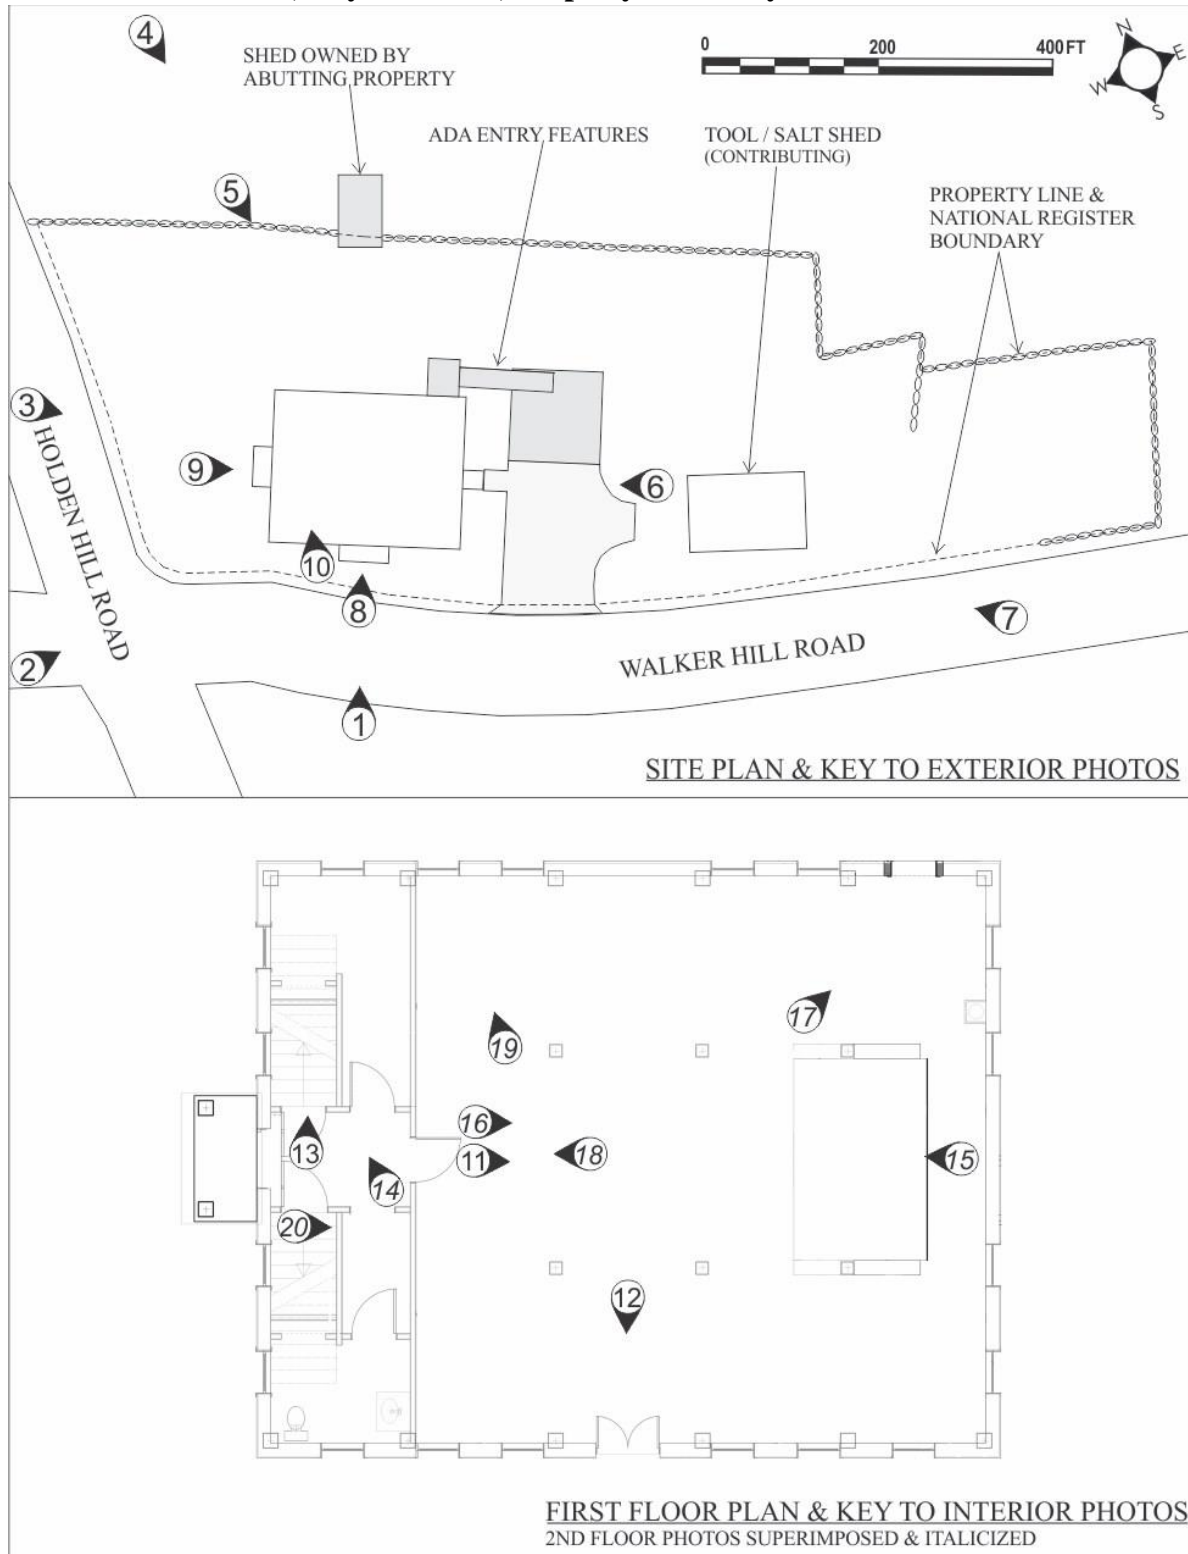 4
SHED OWNED BY
ABUTTING PROPERTY
0 200 400 FT
N
E
W
S
ADA ENTRY FEATURES
TOOL / SALT SHED
(CONTRIBUTING)
5
PROPERTY LINE &
NATIONAL REGISTER
BOUNDARY
3
HOLDEN HILL ROAD
9
6
10
8
7
2
WALKER HILL ROAD
1
SITE PLAN & KEY TO EXTERIOR PHOTOS
17
19
16
13
11
18
15
14
20
12
FIRST FLOOR PLAN & KEY TO INTERIOR PHOTOS
2ND FLOOR PHOTOS SUPERIMPOSED & ITALICIZED